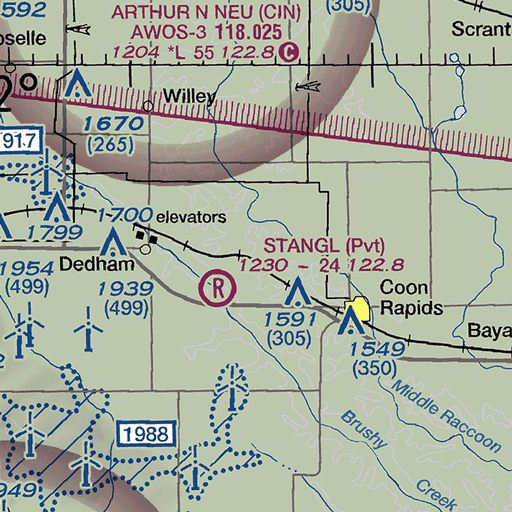 592
ARTHUR N NEU (CIN)
(305)
AWOS-3 118.025
Scrant
oselle
1204 *L 55 122.8 C
2°
Willey
1670
(265)
917
1700 elevators
1799
STANGL (Pvt)
1230 - 24 122.8
1954
(499)
Dedham
1939
(499)
R
Coon
Rapids
1591
(305)
Baya
1549
(350)
Middle Raccoon
Brushy
Creek
1988
949